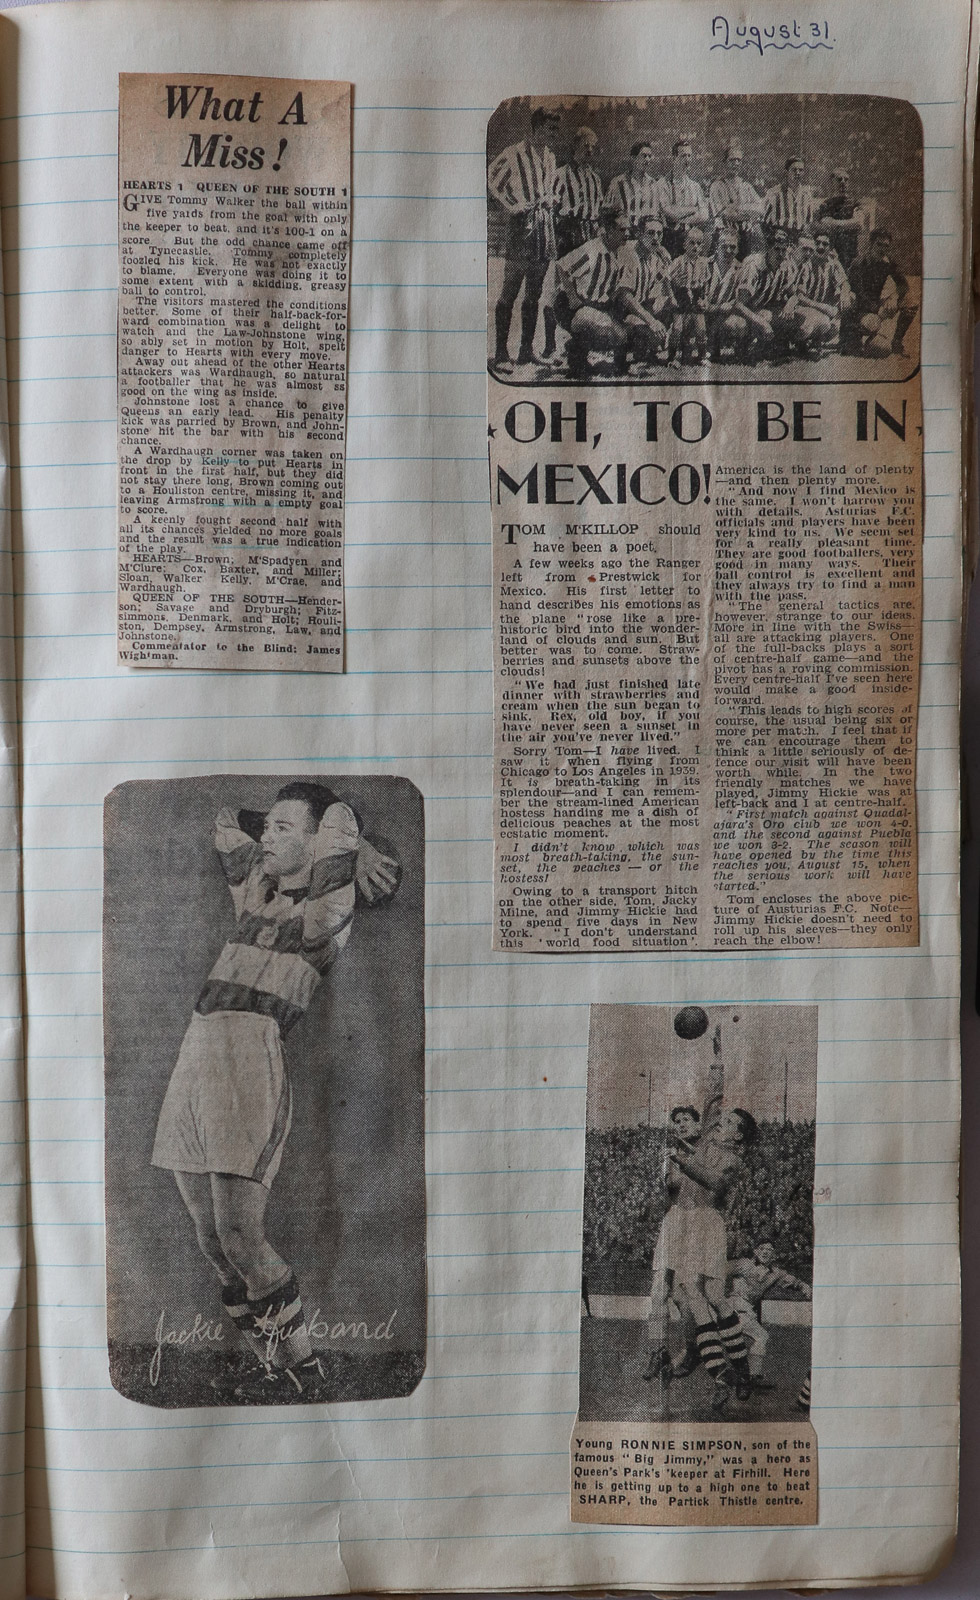 August 31.
What A
Miss!
HEARTS 1 QUEEN OF THE SOUTH 1
GIVE Tommy Walker the ball within
five yards from the goal with only
the keeper to beat, and it's 100-1 on a
score. But the odd chance came off
at Tynecastle. Tommy completely
foozled his kick. He was not exactly
to blame. Everyone was doing it to
some extent with a skidding, greasy
ball to control.
The visitors mastered the conditions
better. Some of their half-back-for-
ward combination was a delight to
watch and the Law-Johnstone wing,
so ably set in motion by Holt, spelt
danger to Hearts with every move.
Away out ahead of the other Hearts
attackers was Wardhaugh, so natural
a footballer that he was almost as
good on the wing as inside.
Johnstone lost a chance to give
Queens an early lead. His penalty
kick was parried by Brown, and John-
stone hit the bar with his second
chance.
A Wardhaugh corner was taken on
the drop by Kelly to put Hearts in
front in the first half, but they did
not stay there long, Brown coming out
to a Houliston centre, missing it, and
leaving Armstrong with a empty goal
to score.
A keenly fought second half with
all its chances yielded no more goals
and the result was a true indication
of the play.
HEARTS—Brown; M'Spadyen and
M'Clure; Cox, Baxter, and Miller;
Sloan, Walker Kelly, M'Crae, and
Wardhaugh.
QUEEN OF THE SOUTH—Hender-
son; Savage and Dryburgh; Fitz-
simmons, Denmark, and Holt; Houli-
ston, Dempsey, Armstrong, Law, and
Johnstone.
Commentator to the Blind: James
Wightman.
OH, TO BE IN
MEXICO!
TOM M'KILLOP should
have been a poet.
A few weeks ago the Ranger
left from Prestwick for
Mexico. His first letter to
hand describes his emotions as
the plane "rose like a pre-
historic bird into the wonder-
land of clouds and sun. But
better was to come. Straw-
berries and sunsets above the
clouds!
"We had just finished late
dinner with strawberries and
cream when the sun began to
sink. Rex, old boy, if you
have never seen a sunset in
the air you've never lived."
Sorry Tom—I have lived. I
saw it when flying from
Chicago to Los Angeles in 1939.
It is breath-taking in its
splendour—and I can remem-
ber the stream-lined American
hostess handing me a dish of
delicious peaches at the most
ecstatic moment.
I didn't know which was
most breath-taking, the sun-
set, the peaches — or the
hostess!
Owing to a transport hitch
on the other side, Tom, Jacky
Milne, and Jimmy Hickie had
to spend five days in New
York. "I don't understand
this 'world food situation'.
America is the land of plenty
—and then plenty more.
"And now I find Mexico is
the same. I won't harrow you
with details. Asturias F.C.
officials and players have been
very kind to us. We seem set
for a really pleasant time.
They are good footballers, very
good in many ways. Their
ball control is excellent and
they always try to find a man
with the pass.
"The general tactics are,
however, strange to our ideas.
More in line with the Swiss—
all are attacking players. One
of the full-backs plays a sort
of centre-half game—and the
pivot has a roving commission.
Every centre-half I've seen here
would make a good inside-
forward.
"This leads to high scores of
course, the usual being six or
more per match. I feel that if
we can encourage them to
think a little seriously of de-
fence our visit will have been
worth while. In the two
friendly matches we have
played, Jimmy Hickie was at
left-back and I at centre-half.
"First match against Quadal-
ajara's Oro club we won 4-0,
and the second against Puebla
we won 3-2. The season will
have opened by the time this
reaches you, August 15, when
the serious work will have
started."
Tom encloses the above pic-
ture of Austurias F.C. Note—
Jimmy Hickie doesn't need to
roll up his sleeves—they only
reach the elbow!
Jackie Husband
Young RONNIE SIMPSON, son of the
famous "Big Jimmy," was a hero as
Queen's Park's 'keeper at Firhill. Here
he is getting up to a high one to beat
SHARP, the Partick Thistle centre.